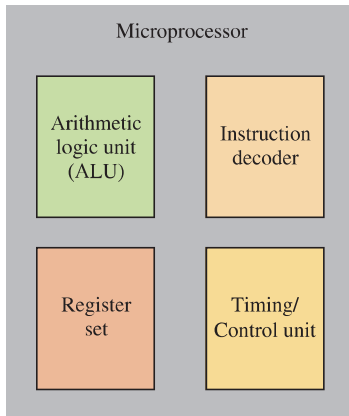 Microprocessor
Arithmetic
logic unit
(ALU)
Instruction
decoder
Register
set
Timing/
Control unit